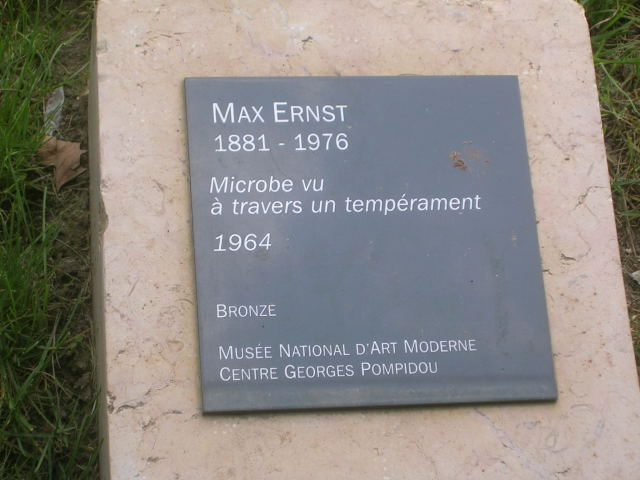 MAX ERNST
1881 - 1976
Microbe vu
à travers un tempérament
1964
BRONZE
MUSÉE NATIONAL D'ART MODERNE
CENTRE GEORGES POMPIDOU